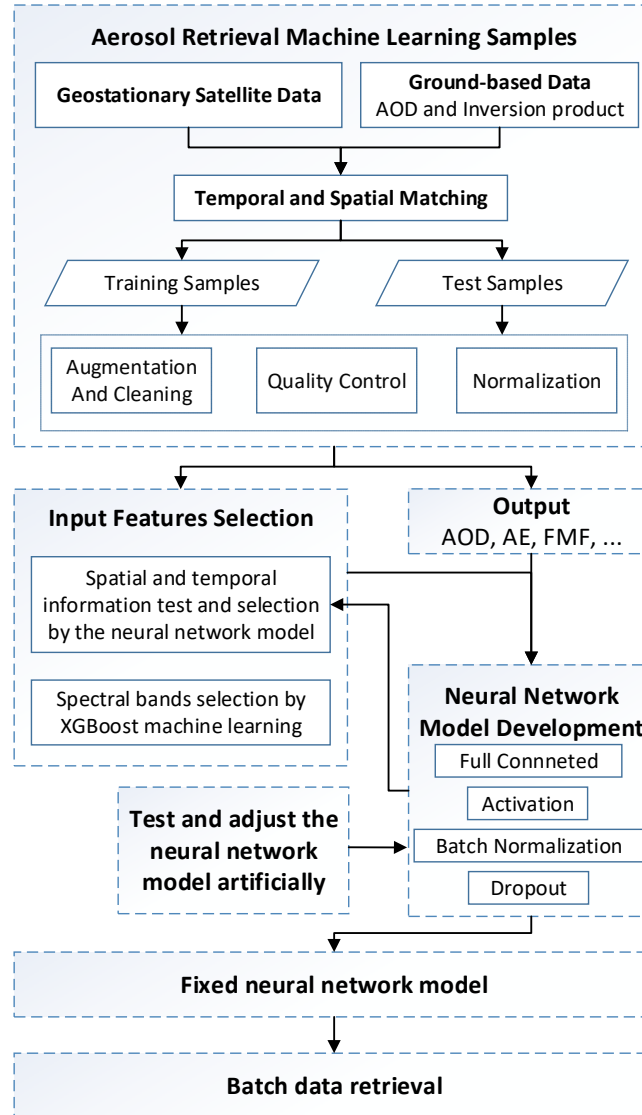 Aerosol Retrieval Machine Learning Samples
Geostationary Satellite Data
Ground-based Data
AOD and Inversion product
Temporal and Spatial Matching
Training Samples
Test Samples
Augmentation
And Cleaning
Quality Control
Normalization
Input Features Selection
Spatial and temporal
information test and selection
by the neural network model
Spectral bands selection by
XGBoost machine learning
Output
AOD, AE, FMF, ...
Neural Network
Model Development
Full Connneted
Activation
Batch Normalization
Dropout
Test and adjust the
neural network
model artificially
Fixed neural network model
Batch data retrieval